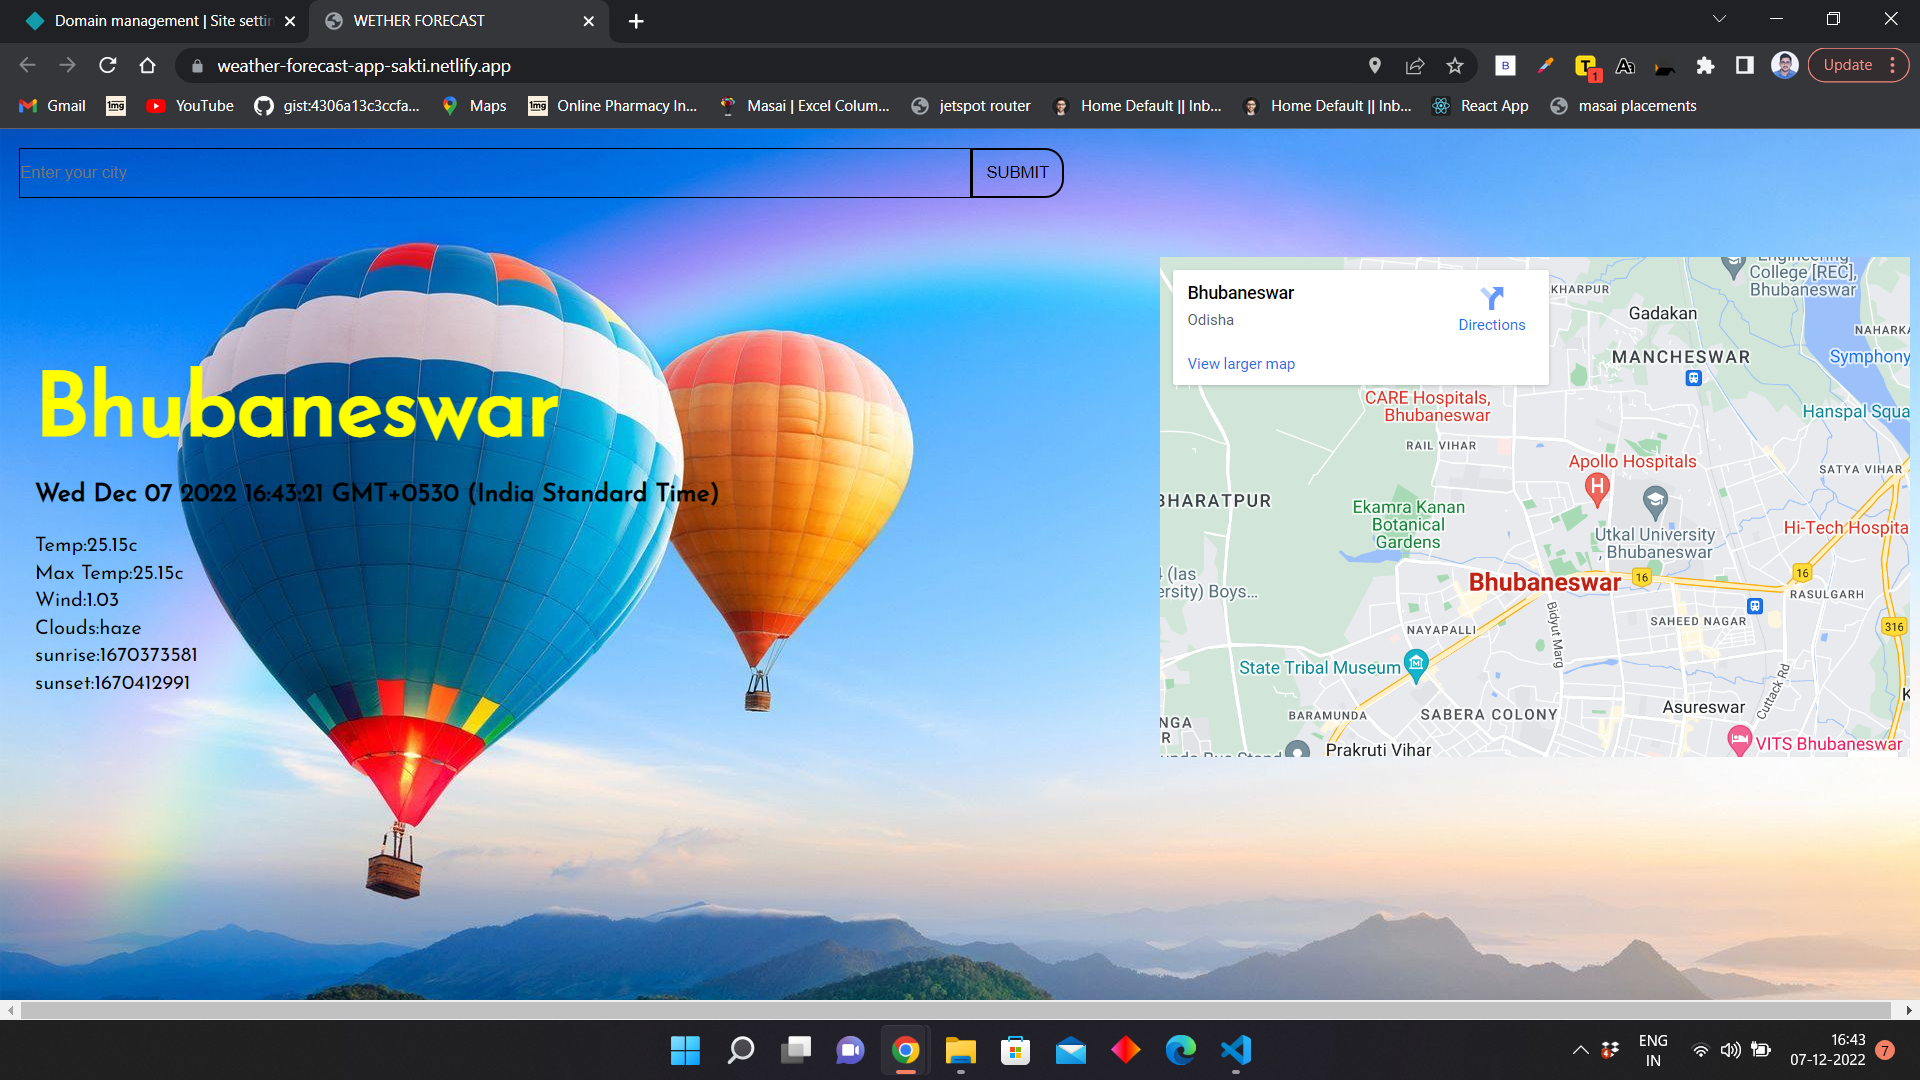 Domain management | Site settin
WETHER FORECAST
weather-forecast-app-sakti.netlify.app
T
1
B
Update
Gmail
1mg
YouTube
gist:4306a13c3ccfa...
Maps
1mg
Online Pharmacy In...
Masai | Excel Colum...
jetspot router
Home Default || Inb...
Home Default || Inb...
React App
masai placements
Enter your city
SUBMIT
Bhubaneswar
Wed Dec 07 2022 16:43:21 GMT+0530 (India Standard Time)
Temp:25.15c
Max Temp:25.15c
Wind:1.03
Clouds:haze
sunrise:1670373581
sunset:1670412991
Bhubaneswar
Odisha
Directions
View larger map
Engineering
College [REC],
Bhubaneswar
KHARPUR
Gadakan
NAHARKA
MANCHESWAR
Symphony
CARE Hospitals,
Bhubaneswar
Hanspal Squa
RAIL VIHAR
Apollo Hospitals
H
SATYA VIHAR
BHARATPUR
Ekamra Kanan
Botanical
Gardens
Utkal University
, Bhubaneswar
Hi-Tech Hospita
(Ias
ersity) Boys...
Bhubaneswar
16
16
RASULGARH
Bidyut Marg
SAHEED NAGAR
NAYAPALLI
316
State Tribal Museum
Cuttack Rd
Asureswar
K
BARAMUNDA
SABERA COLONY
NGA
R
Prakruti Vihar
VITS Bhubaneswar
ENG
IN
16:43
07-12-2022
7